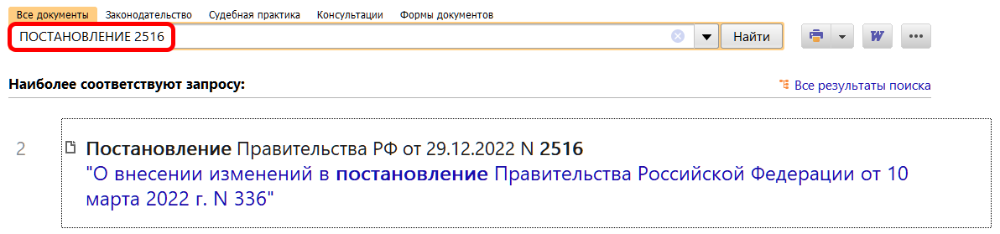 Все документы Законодательство Судебная практика Консультации Формы документов
ПОСТАНОВЛЕНИЕ 2516 Найти W
Наиболее соответствуют запросу: Все результаты поиска
2 Постановление Правительства РФ от 29.12.2022 N 2516
"О внесении изменений в постановление Правительства Российской Федерации от 10
марта 2022 г. N 336"